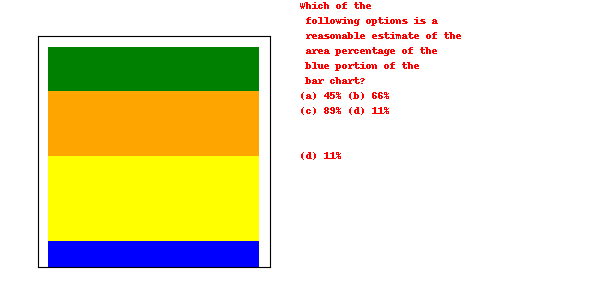 Which of the
following options is a
reasonable estimate of the
area percentage of the
blue portion of the
bar chart?
(a) 45% (b) 66%
(c) 89% (d) 11%
(d) 11%